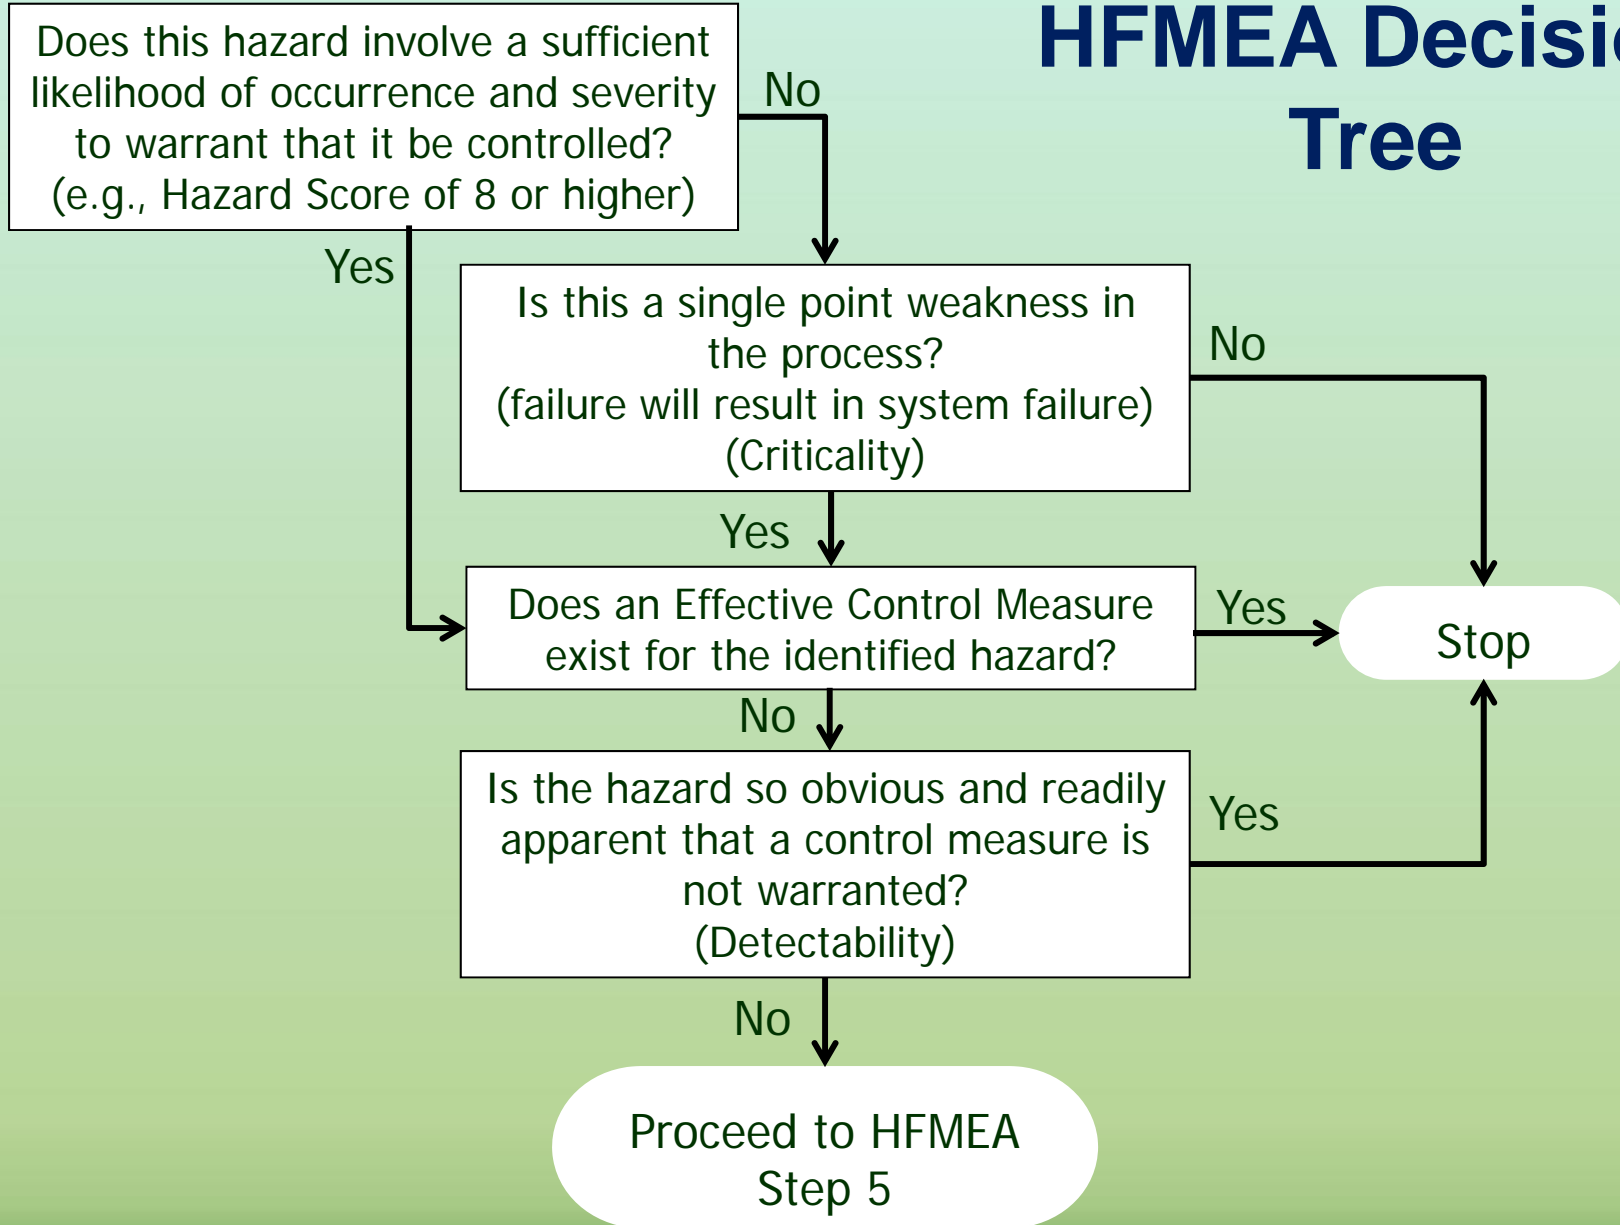 HFMEA Decisio
Tree
Does this hazard involve a sufficient
likelihood of occurrence and severity
to warrant that it be controlled?
(e.g., Hazard Score of 8 or higher)
No
Yes
Is this a single point weakness in
the process?
(failure will result in system failure)
(Criticality)
No
Yes
Does an Effective Control Measure
exist for the identified hazard?
Yes
Stop
No
Is the hazard so obvious and readily
apparent that a control measure is
not warranted?
(Detectability)
Yes
No
Proceed to HFMEA
Step 5